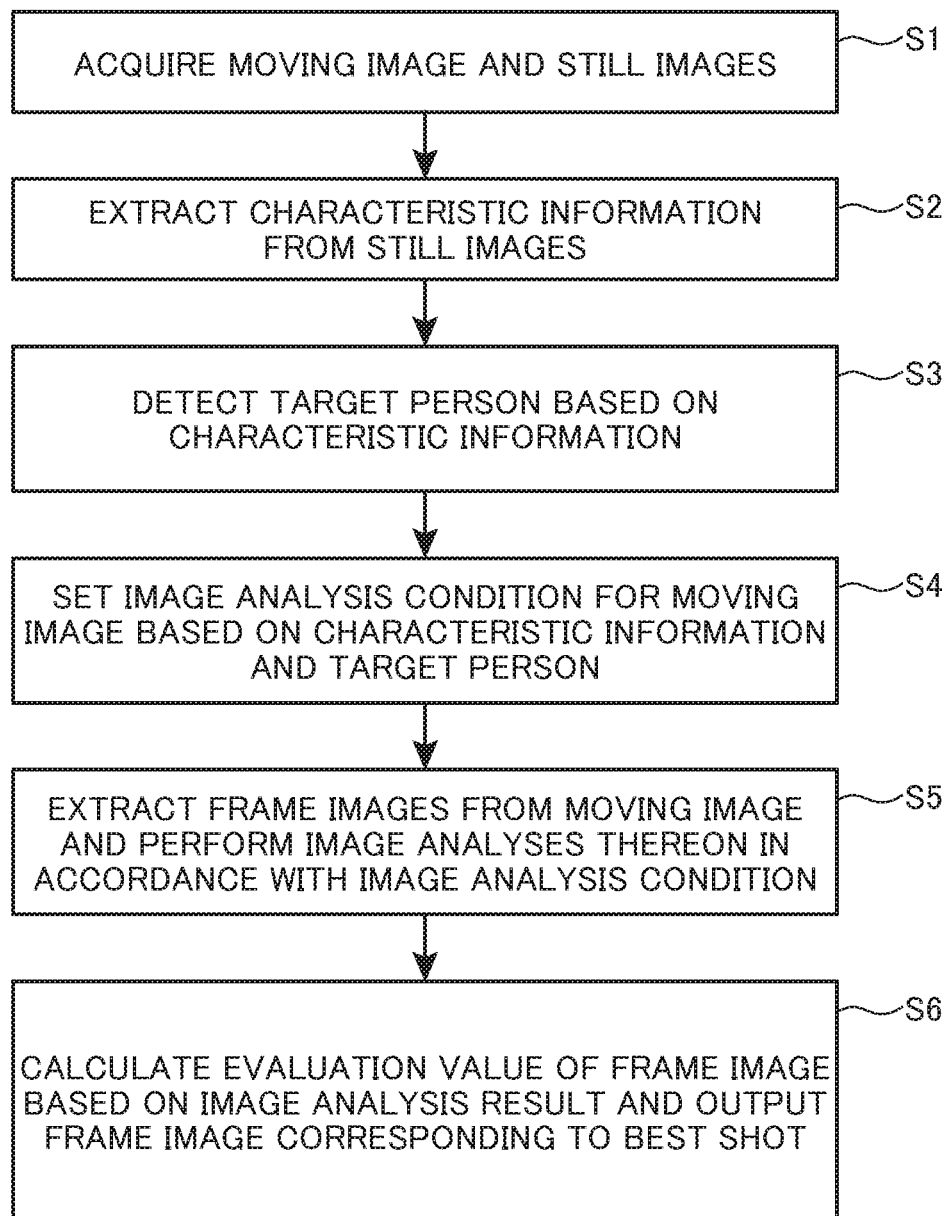 ACQUIRE MOVING IMAGE AND STILL IMAGES
S1
EXTRACT CHARACTERISTIC INFORMATION
FROM STILL IMAGES
S2
DETECT TARGET PERSON BASED ON
CHARACTERISTIC INFORMATION
S3
SET IMAGE ANALYSIS CONDITION FOR MOVING
IMAGE BASED ON CHARACTERISTIC INFORMATION
AND TARGET PERSON
S4
EXTRACT FRAME IMAGES FROM MOVING IMAGE
AND PERFORM IMAGE ANALYSES THEREON IN
ACCORDANCE WITH IMAGE ANALYSIS CONDITION
S5
CALCULATE EVALUATION VALUE OF FRAME IMAGE
BASED ON IMAGE ANALYSIS RESULT AND OUTPUT
FRAME IMAGE CORRESPONDING TO BEST SHOT
S6